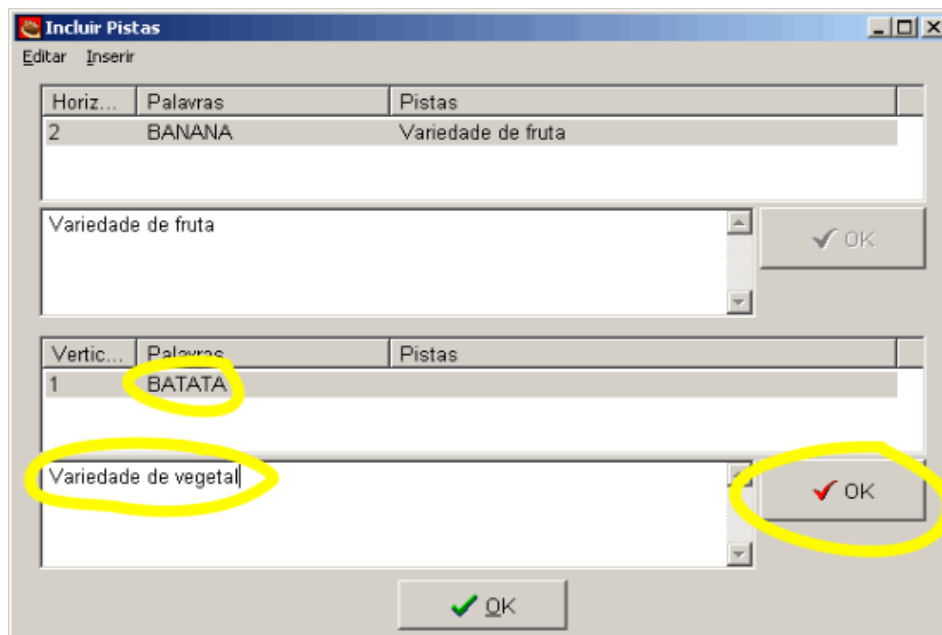 Incluir Pistas
Editar Inserir
Horiz... Palavras Pistas
2 BANANA Variedade de fruta
Variedade de fruta
OK
Vertic... Palavras Pistas
1 BATATA
Variedade de vegetal
OK
OK